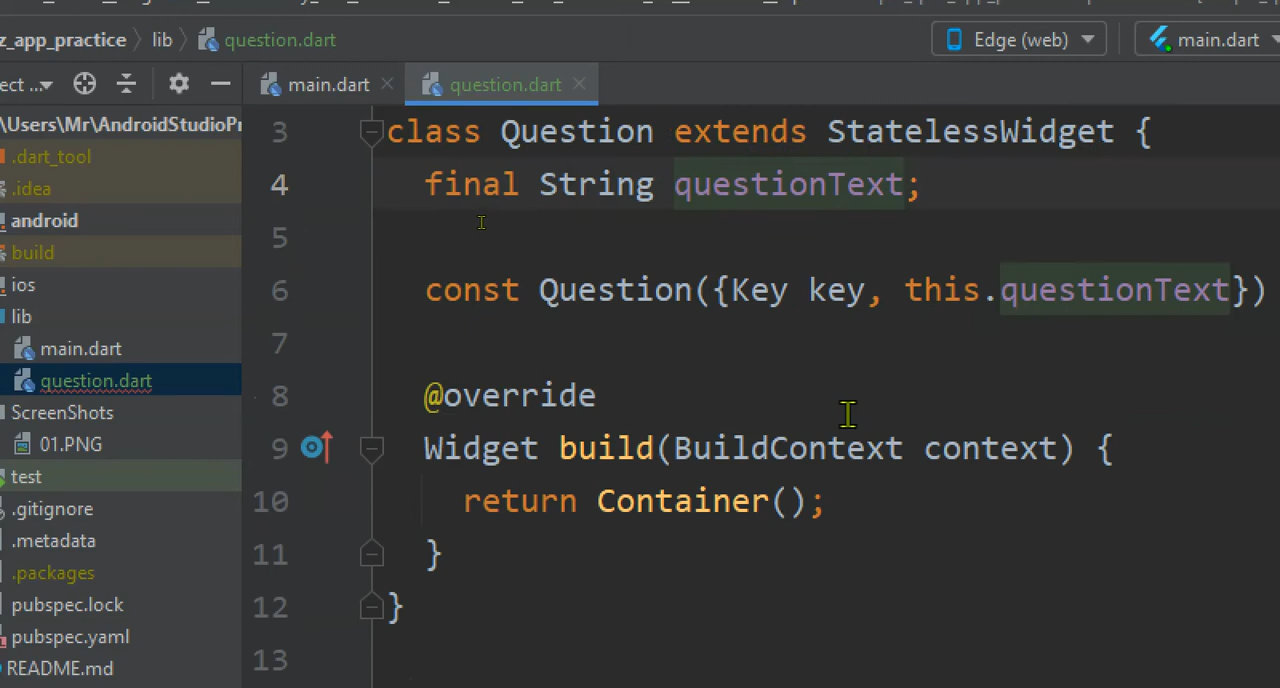 z_app_practice lib question.dart Edge (web) main.dart
main.dart question.dart
3 class Question extends StatelessWidget {
4 final String questionText;
5
6 const Question({Key key, this.questionText})
7
8 @override
9 Widget build(BuildContext context) {
10 return Container();
11 }
12 }
13
ect ...
\Users\Mr\AndroidStudioPr
.dart_tool
.idea
android
build
ios
lib
main.dart
question.dart
ScreenShots
01.PNG
test
.gitignore
.metadata
.packages
pubspec.lock
pubspec.yaml
README.md